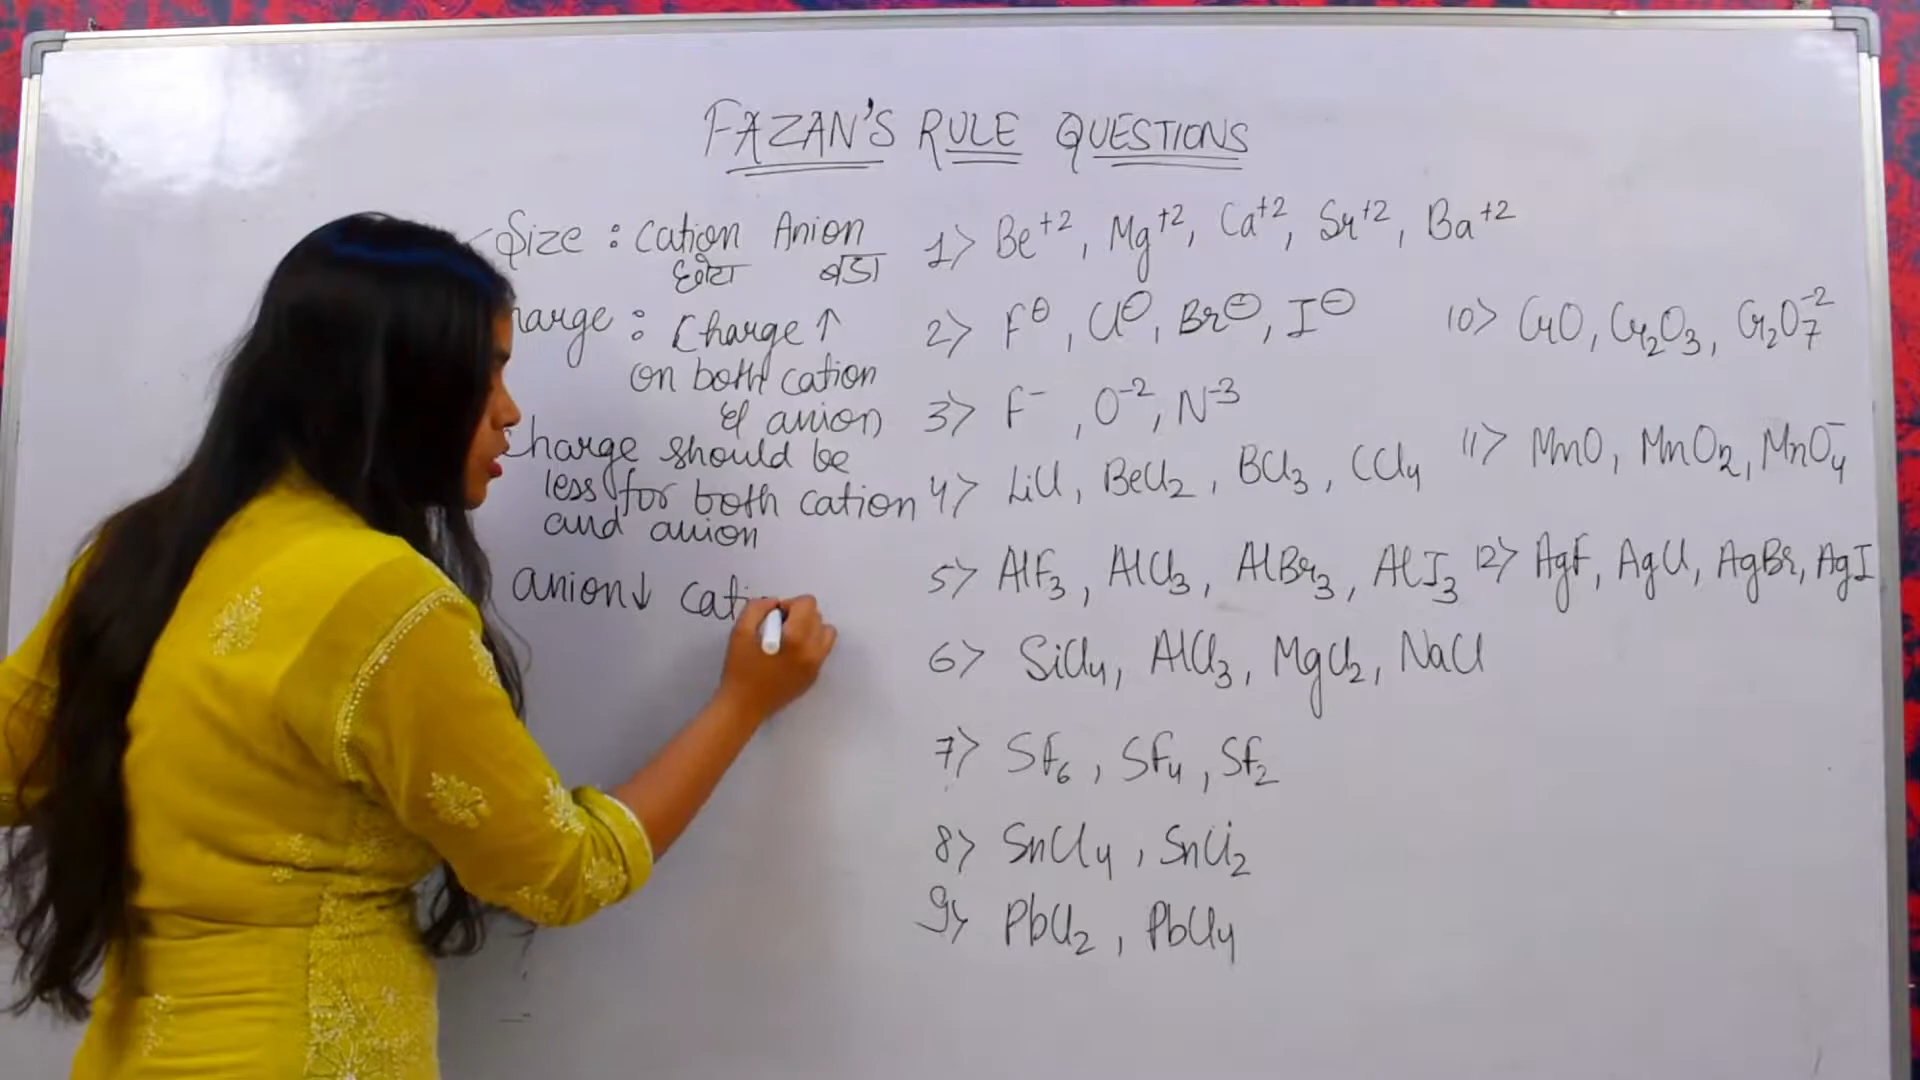 FAZAN'S RULE QUESTIONS
Size : Cation Anion
छोटा बड़ा
harge : Charge ↑
on both cation
& anion
Charge should be
less for both cation
and anion
anion↓ cati
1> Be⁺², Mg⁺², Ca⁺², Sr⁺², Ba⁺²
2> F⊖, Cl⊖, Br⊖, I⊖
3> F⁻, O⁻², N⁻³
4> LiCl, BeCl₂, BCl₃, CCl₄
5> AlF₃, AlCl₃, AlBr₃, AlI₃
6> SiCl₄, AlCl₃, MgCl₂, NaCl
7> SF₆, SF₄, SF₂
8> SnCl₄, SnCl₂
9> PbCl₂, PbCl₄
10> CrO, Cr₂O₃, Cr₂O₇⁻²
11> MnO, MnO₂, MnO₄⁻
12> AgF, AgCl, AgBr, AgI